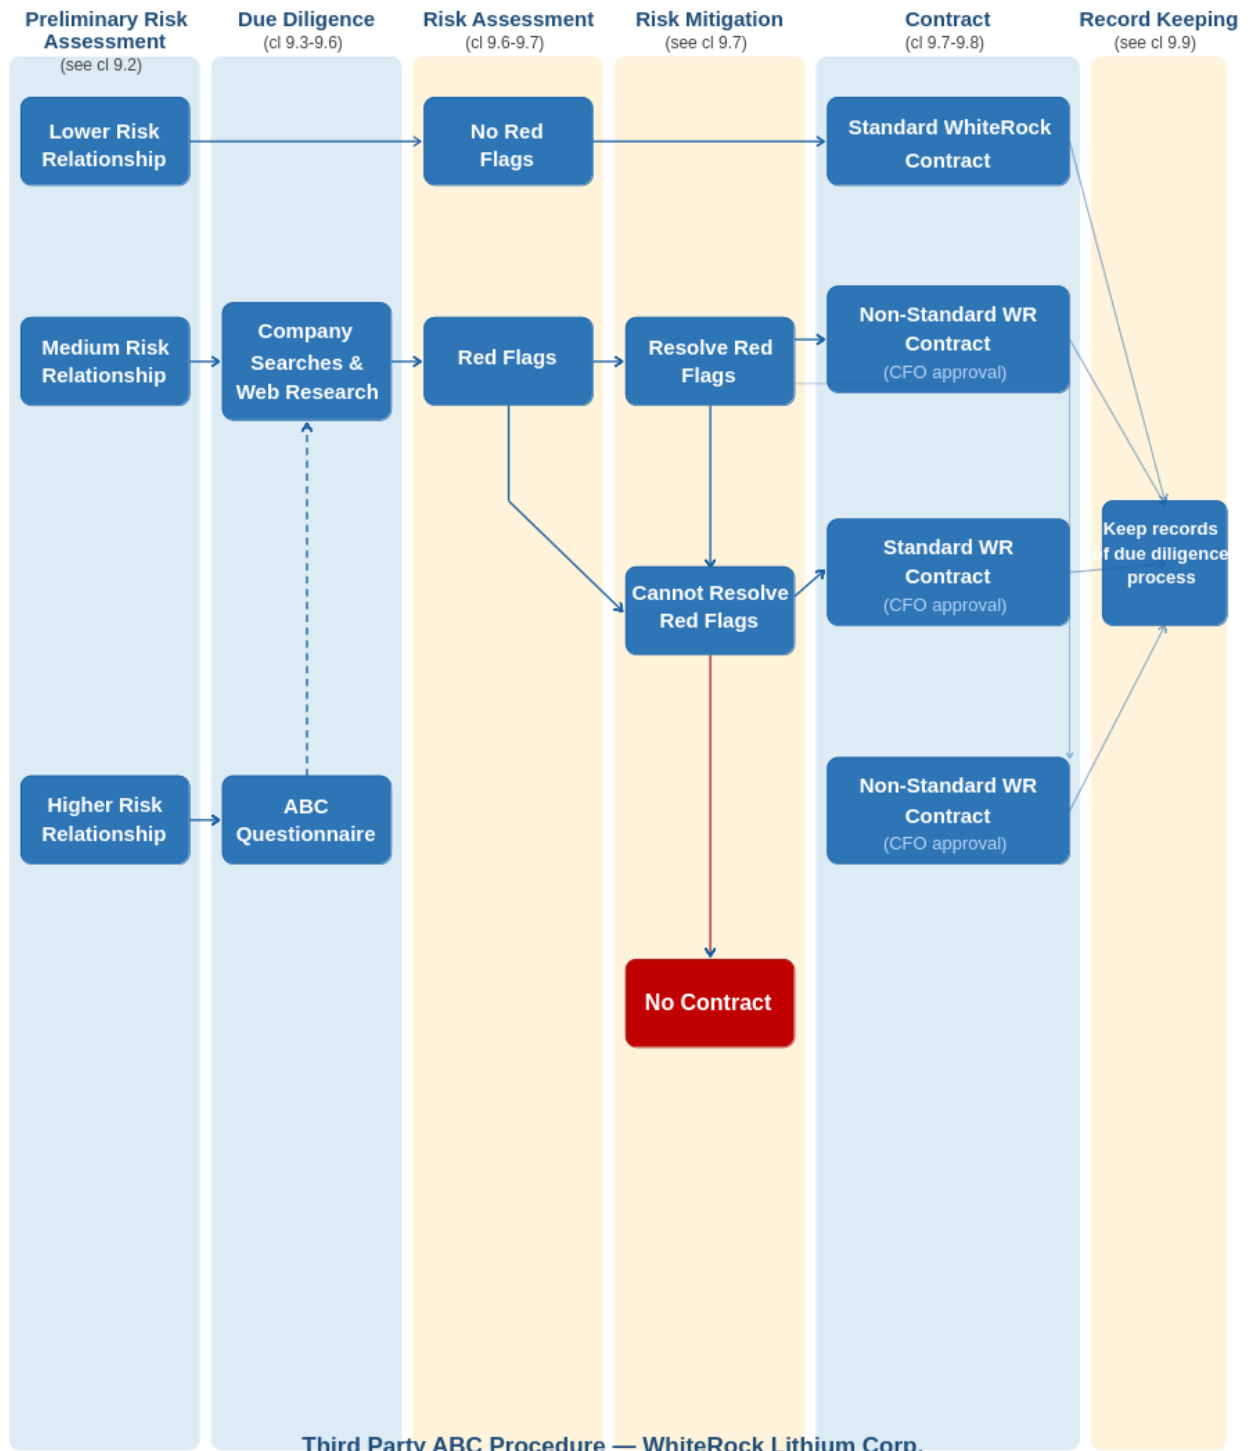 Preliminary Risk
Assessment
(see cl 9.2)
Due Diligence
(cl 9.3-9.6)
Risk Assessment
(cl 9.6-9.7)
Risk Mitigation
(see cl 9.7)
Contract
(cl 9.7-9.8)
Record Keeping
(see cl 9.9)
Lower Risk
Relationship
No Red
Flags
Standard WhiteRock
Contract
Medium Risk
Relationship
Company
Searches &
Web Research
Red Flags
Resolve Red
Flags
Non-Standard WR
Contract
(CFO approval)
Cannot Resolve
Red Flags
Standard WR
Contract
(CFO approval)
Keep records
of due diligence
process
Higher Risk
Relationship
ABC
Questionnaire
Non-Standard WR
Contract
(CFO approval)
No Contract
Third Party ABC Procedure — WhiteRock Lithium Corp.